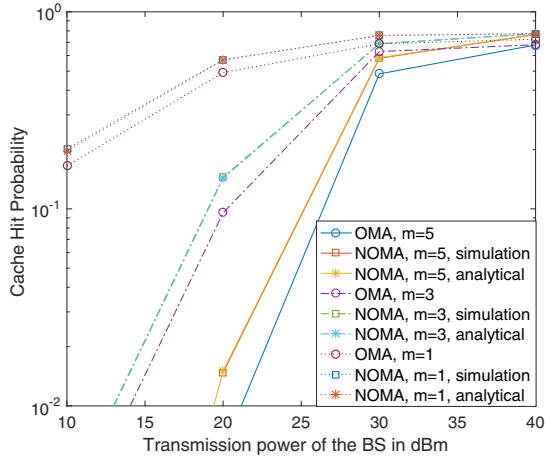 10^0
10^-1
10^-2
Cache Hit Probability
OMA, m=5
NOMA, m=5, simulation
NOMA, m=5, analytical
OMA, m=3
NOMA, m=3, simulation
NOMA, m=3, analytical
OMA, m=1
NOMA, m=1, simulation
NOMA, m=1, analytical
10 15 20 25 30 35 40
Transmission power of the BS in dBm